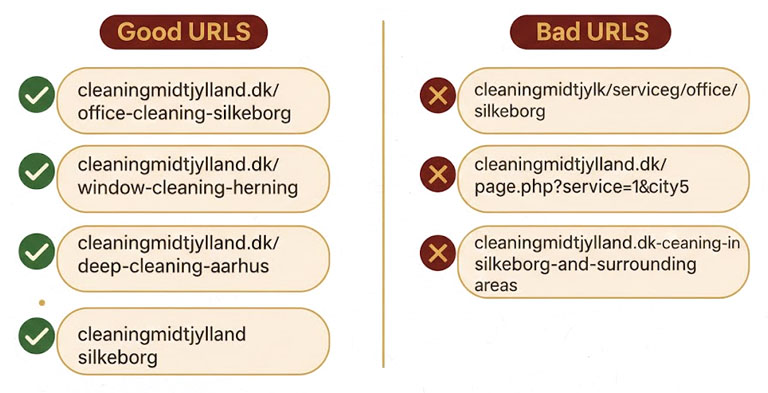 Good URLS
cleaningmidtjylland.dk/
office-cleaning-silkeborg
cleaningmidtjylland.dk/
window-cleaning-herning
cleaningmidtjylland.dk/
deep-cleaning-aarhus
cleaningmidtjylland
silkeborg
Bad URLS
cleaningmidtjylk/serviceg/office/
silkeborg
cleaningmidtjylland.dk/
page.php?service=1&city5
cleaningmidtjylland.dk-ceaning-in
silkeborg-and-surrounding
areas